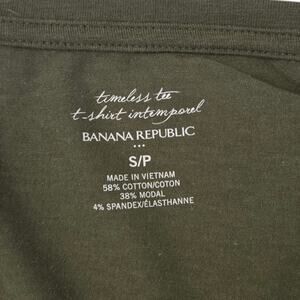 timeless tee
t-shirt intemporel
BANANA REPUBLIC
•••
S/P
MADE IN VIETNAM
58% COTTON/COTON
38% MODAL
4% SPANDEX/ÉLASTHANNE